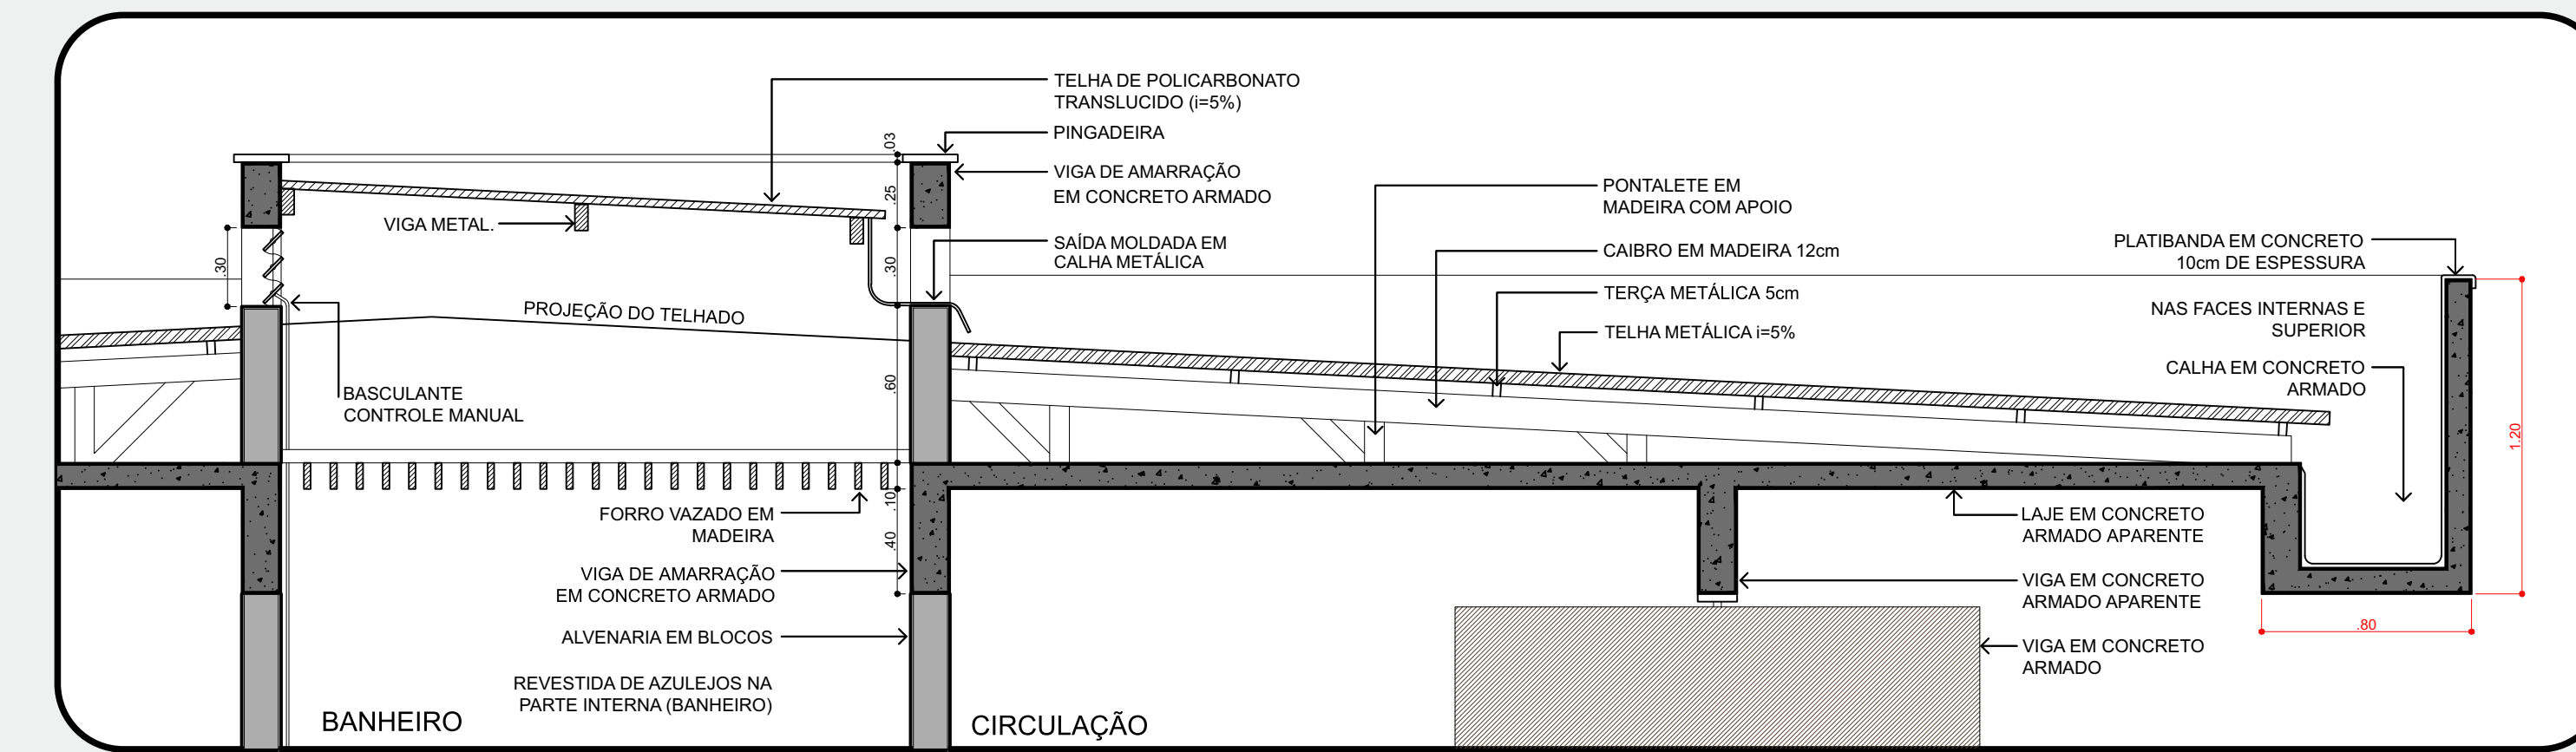 TELHA DE POLICARBONATO
TRANSLUCIDO (i=5%)
PINGADEIRA
VIGA DE AMARRAÇÃO
EM CONCRETO ARMADO
SAÍDA MOLDADA EM
CALHA METÁLICA
VIGA METAL.
PROJEÇÃO DO TELHADO
BASCULANTE
CONTROLE MANUAL
.30
.03
.25
.30
.60
.10
.40
PONTALETE EM
MADEIRA COM APOIO
CAIBRO EM MADEIRA 12cm
TERÇA METÁLICA 5cm
TELHA METÁLICA i=5%
PLATIBANDA EM CONCRETO
10cm DE ESPESSURA
NAS FACES INTERNAS E
SUPERIOR
CALHA EM CONCRETO
ARMADO
1.20
.80
FORRO VAZADO EM
MADEIRA
VIGA DE AMARRAÇÃO
EM CONCRETO ARMADO
ALVENARIA EM BLOCOS
REVESTIDA DE AZULEJOS NA
PARTE INTERNA (BANHEIRO)
LAJE EM CONCRETO
ARMADO APARENTE
VIGA EM CONCRETO
ARMADO APARENTE
VIGA EM CONCRETO
ARMADO
BANHEIRO
CIRCULAÇÃO